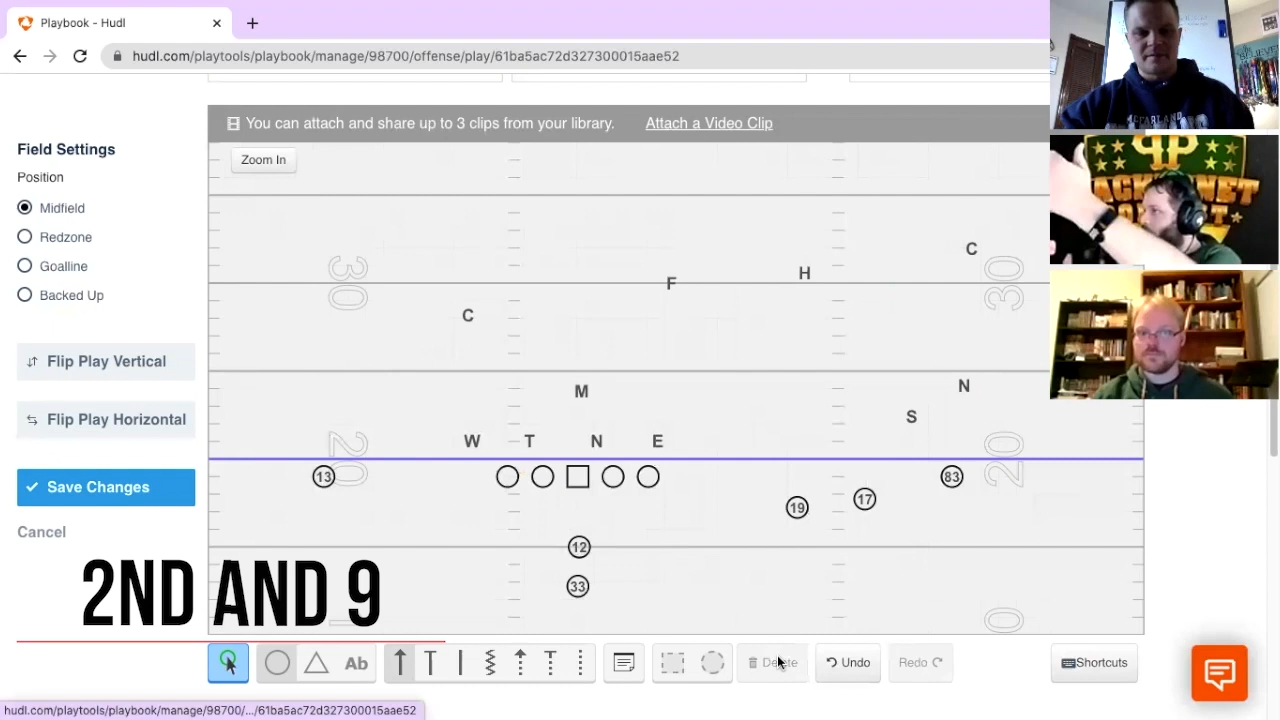 Playbook - Hudl
hudl.com/playtools/playbook/manage/98700/offense/play/61ba5ac72d327300015aae52
You can attach and share up to 3 clips from your library. Attach a Video Clip
Field Settings
Position
Midfield
Redzone
Goalline
Backed Up
Flip Play Vertical
Flip Play Horizontal
Save Changes
Cancel
Zoom In
C
30
H
30
F
C
M
N
S
W T N E
20
20
13
83
17
19
12
33
0
2ND AND 9
Ab
Delete
Undo
Redo
Shortcuts
hudl.com/playtools/playbook/manage/98700/.../61ba5ac72d327300015aae52